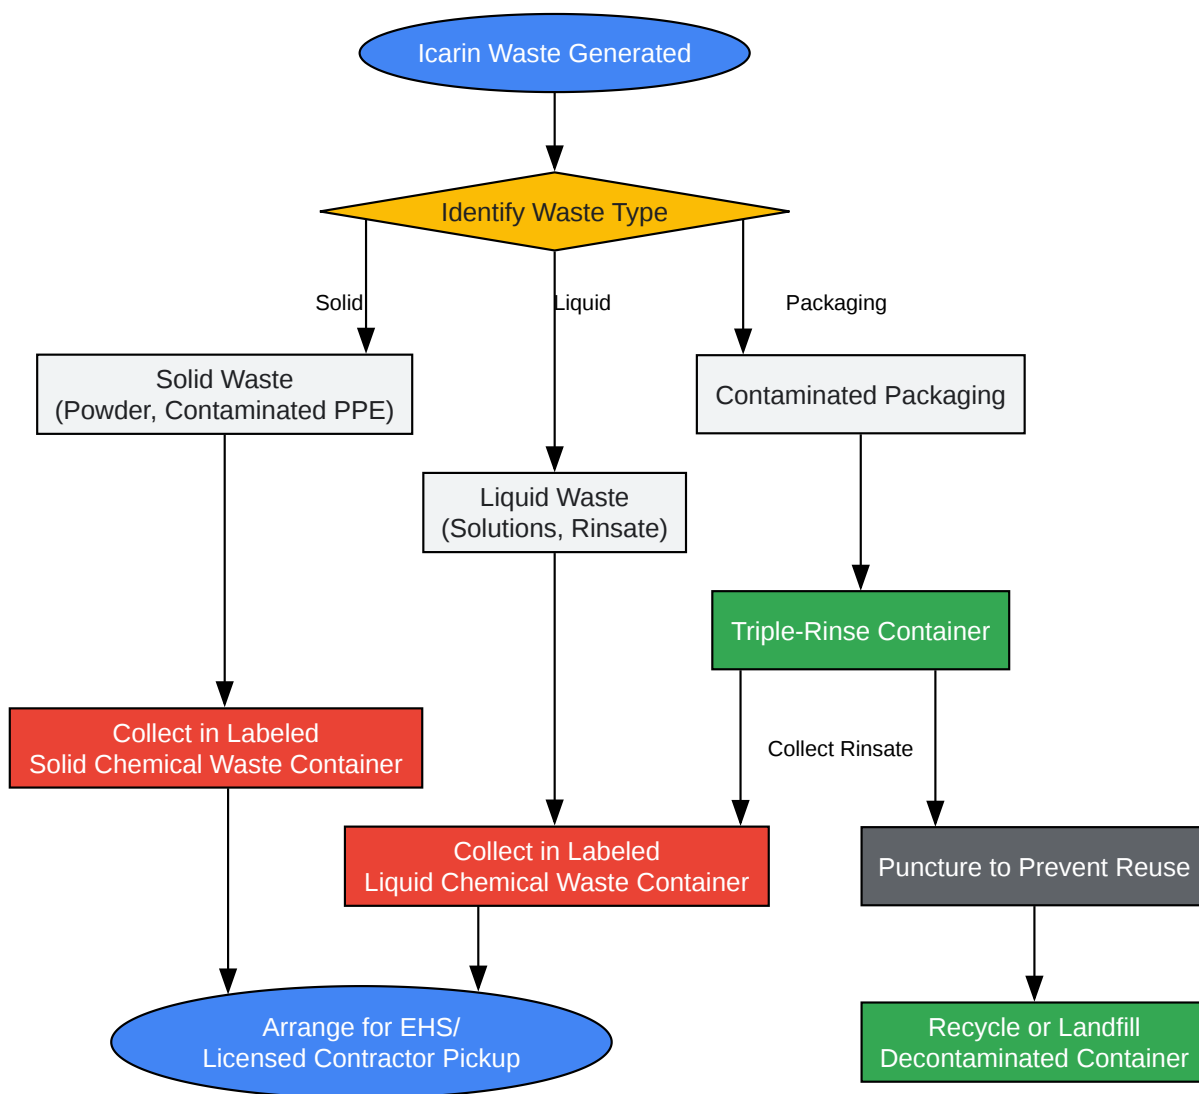 Icarin Waste Generated
Identify Waste Type
Solid
Liquid
Packaging
Solid Waste
(Powder, Contaminated PPE)
Contaminated Packaging
Liquid Waste
(Solutions, Rinsate)
Triple-Rinse Container
Collect in Labeled
Solid Chemical Waste Container
Collect Rinsate
Collect in Labeled
Liquid Chemical Waste Container
Puncture to Prevent Reuse
Arrange for EHS/
Licensed Contractor Pickup
Recycle or Landfill
Decontaminated Container